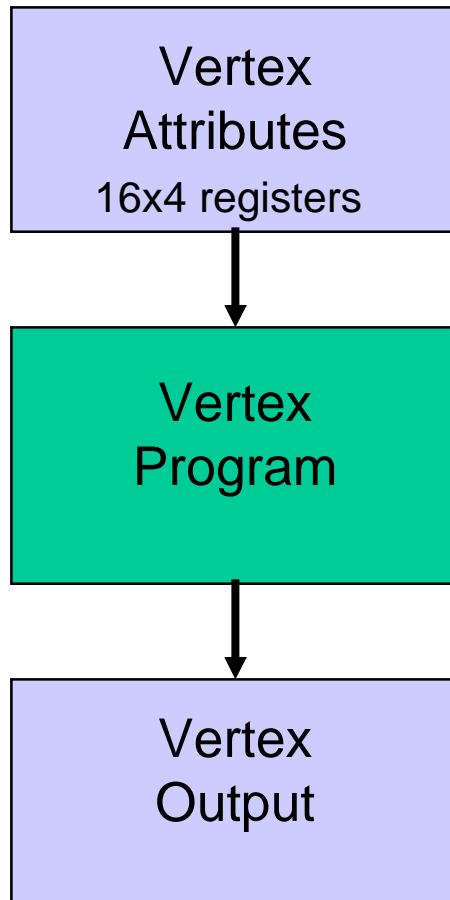 Vertex
Attributes
16x4 registers
Vertex
Program
Vertex
Output